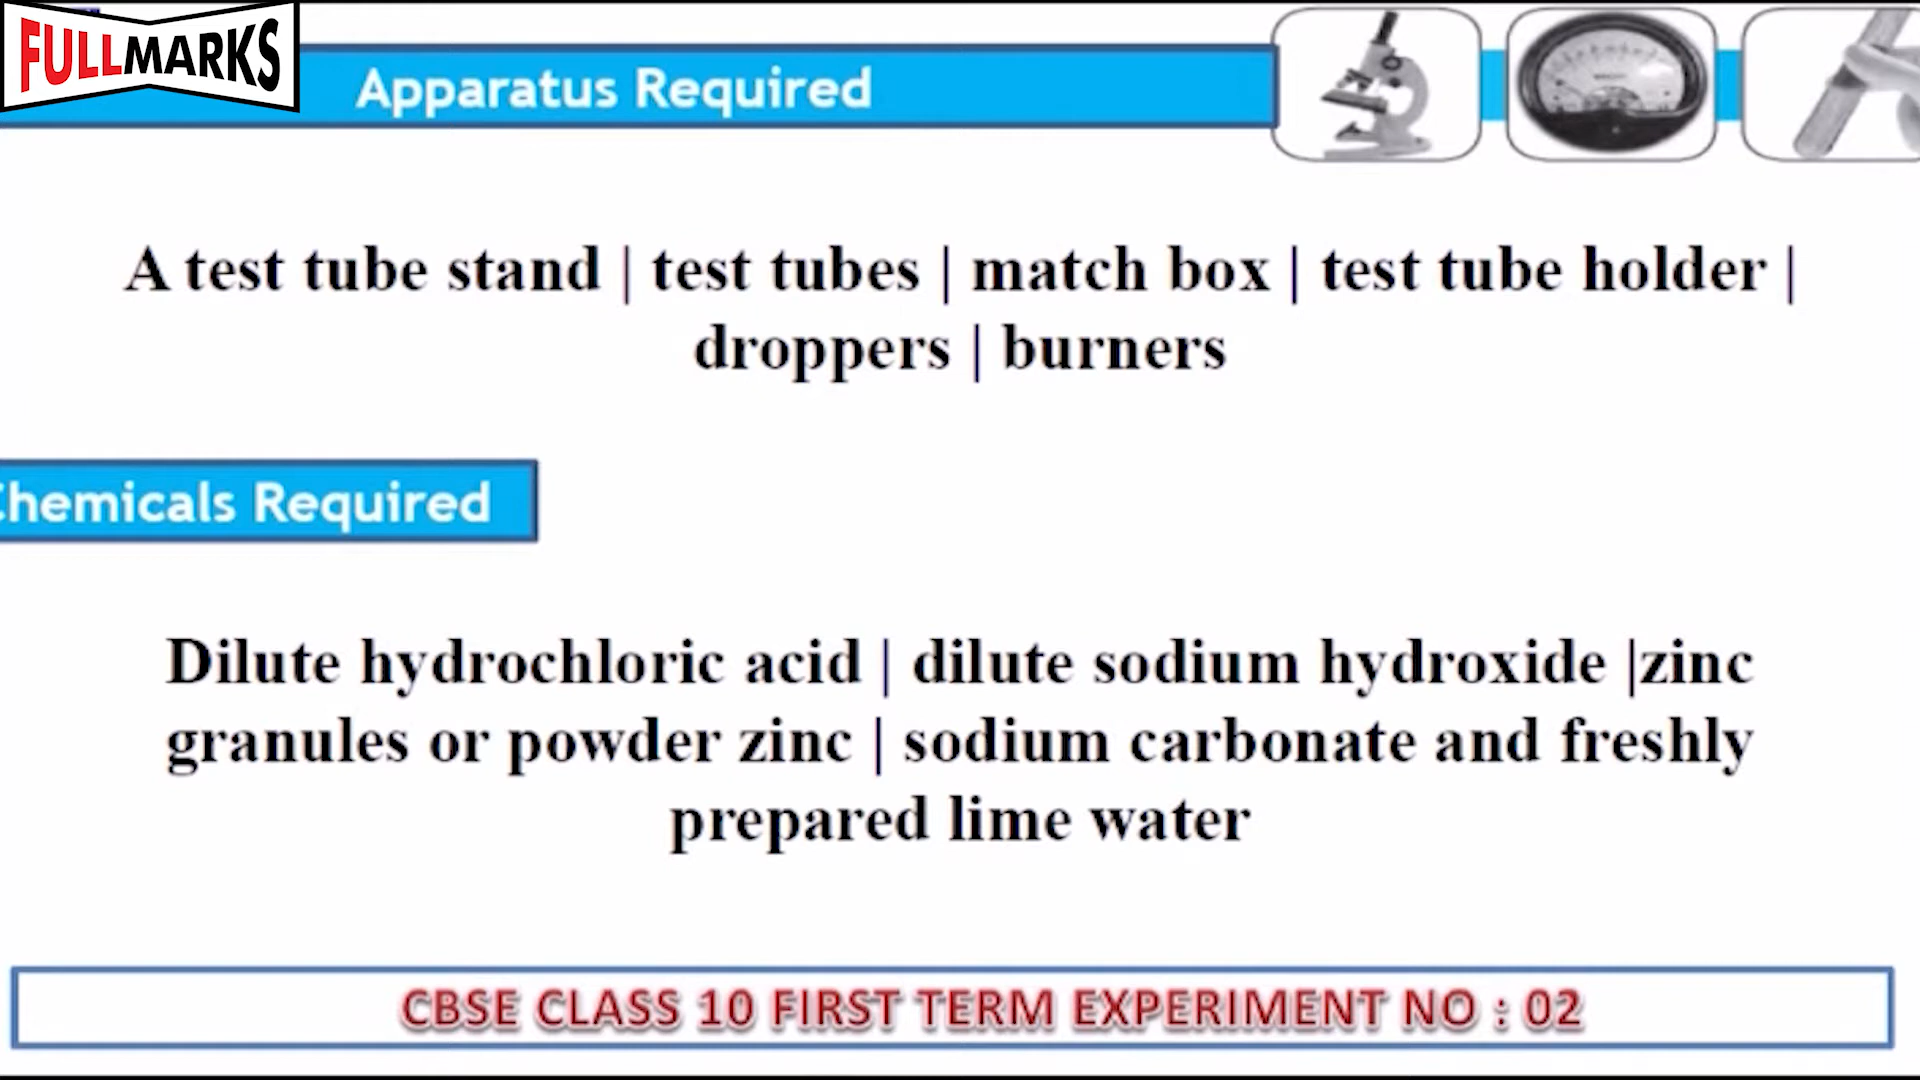 FULLMARKS
Apparatus Required
A test tube stand | test tubes | match box | test tube holder |
droppers | burners
Chemicals Required
Dilute hydrochloric acid | dilute sodium hydroxide |zinc
granules or powder zinc | sodium carbonate and freshly
prepared lime water
CBSE CLASS 10 FIRST TERM EXPERIMENT NO : 02